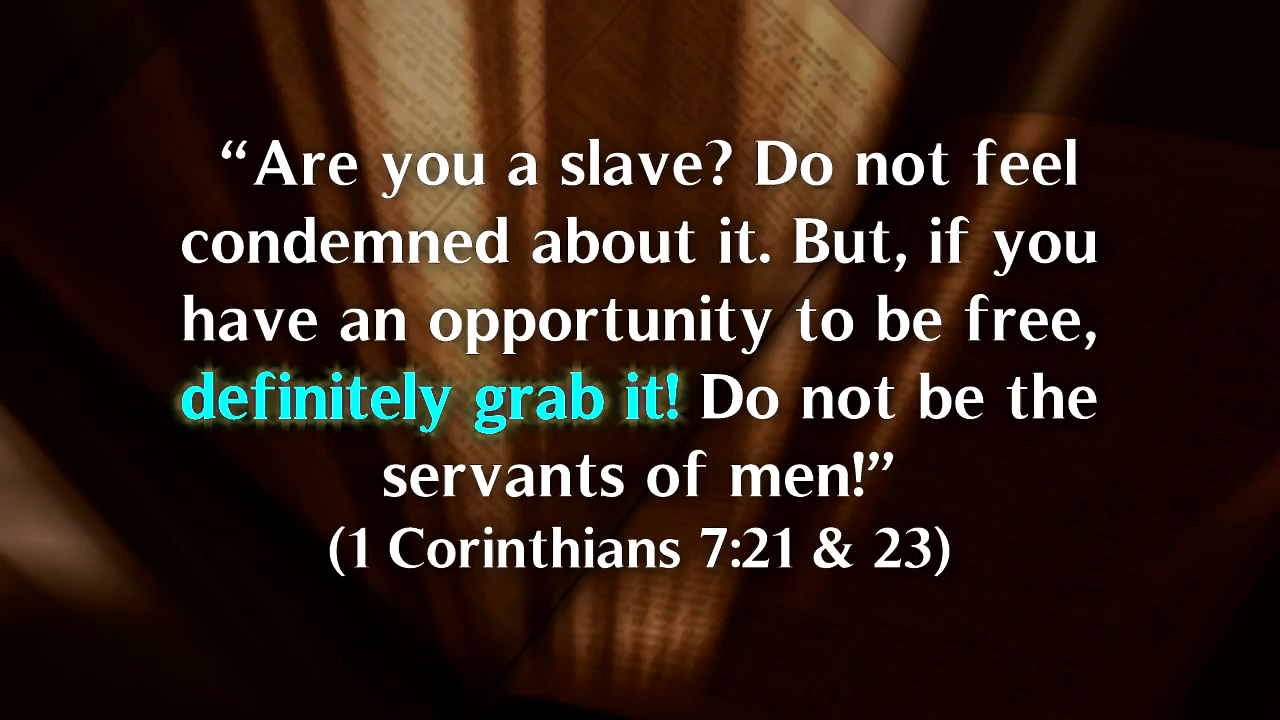 “Are you a slave? Do not feel
condemned about it. But, if you
have an opportunity to be free,
definitely grab it! Do not be the
servants of men!”
(1 Corinthians 7:21 & 23)